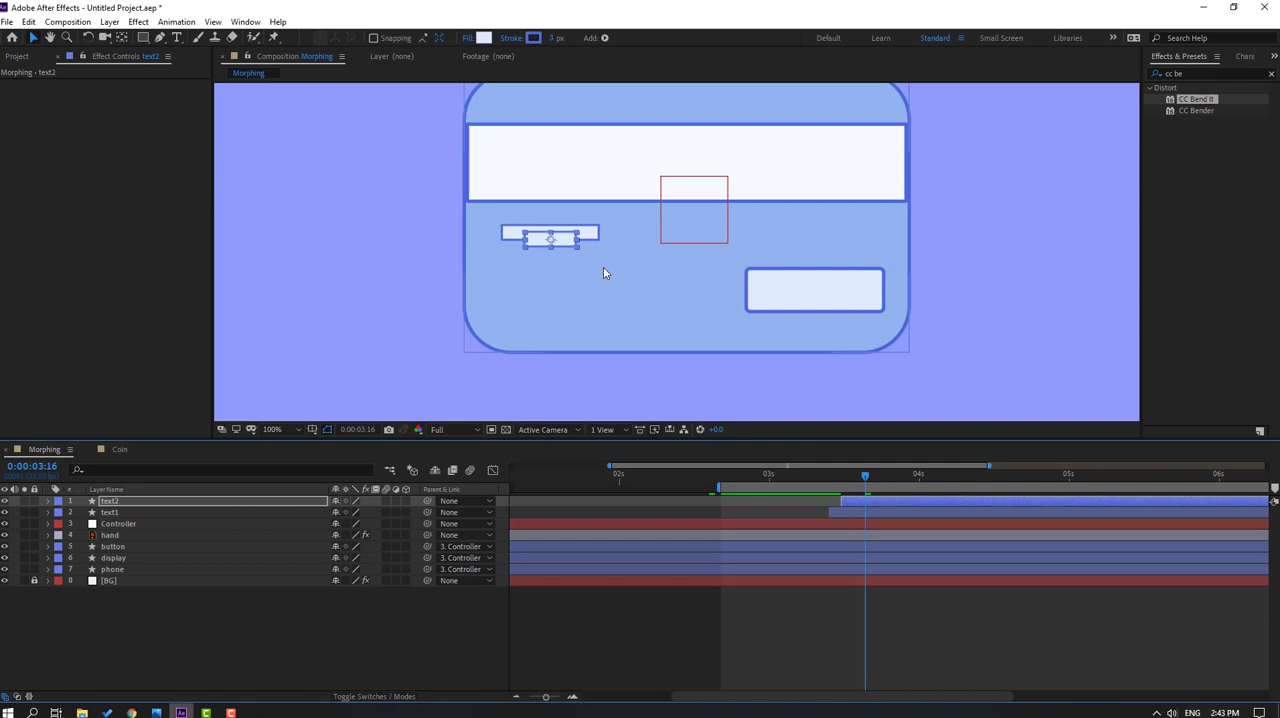 Adobe After Effects - Untitled Project.aep *
File Edit Composition Layer Effect Animation View Window Help
Snapping Fill: Stroke: 3 px Add: Default Learn Standard Small Screen Libraries Search Help
Project Effect Controls text2 Composition Morphing Layer (none) Footage (none) Effects & Presets Chara
Morphing - text2 Morphing cc be
Distort
CC Bend It
CC Bender
100% 0:00:03:16 Full Active Camera 1 View +0.0
Morphing Coin
0:00:03:16
02s 03s 04s 05s 06s
# Layer Name Parent & Link
1 text2 None
2 text1 None
3 Controller None
4 hand fx None
5 button 3. Controller
6 display 3. Controller
7 phone 3. Controller
8 [BG] fx None
Toggle Switches / Modes
Ae ENG 2:43 PM